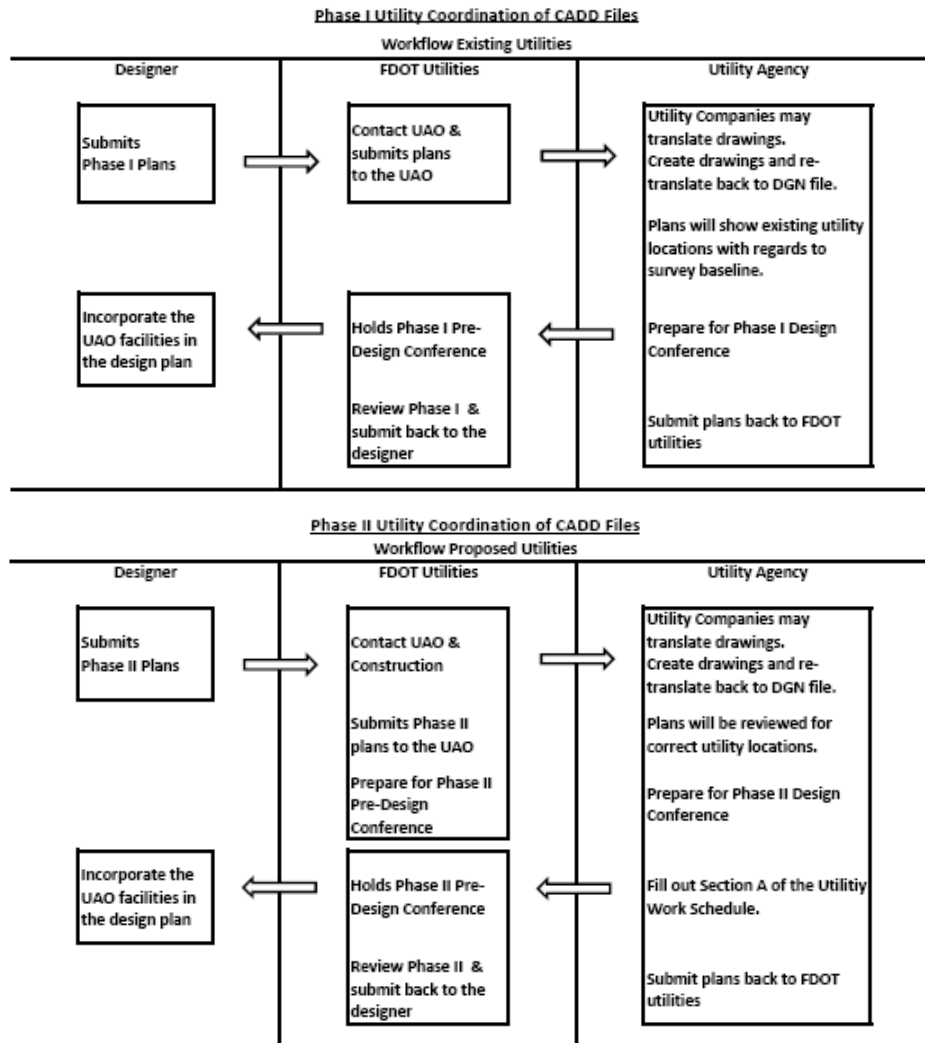 Phase I Utility Coordination of CADD Files
Workflow Existing Utilities
Designer
FDOT Utilities
Utility Agency
Submits
Phase I Plans
Contact UAO &
submits plans
to the UAO
Utility Companies may
translate drawings.
Create drawings and re-
translate back to DGN file.
Plans will show existing utility
locations with regards to
survey baseline.
Incorporate the
UAO facilities in
the design plan
Holds Phase I Pre-
Design Conference
Review Phase I &
submit back to the
designer
Prepare for Phase I Design
Conference
Submit plans back to FDOT
utilities
Phase II Utility Coordination of CADD Files
Workflow Proposed Utilities
Designer
FDOT Utilities
Utility Agency
Submits
Phase II Plans
Contact UAO &
Construction
Submits Phase II
plans to the UAO
Prepare for Phase II
Pre-Design
Conference
Utility Companies may
translate drawings.
Create drawings and re-
translate back to DGN file.
Plans will be reviewed for
correct utility locations.
Prepare for Phase II Design
Conference
Incorporate the
UAO facilities in
the design plan
Holds Phase II Pre-
Design Conference
Review Phase II &
submit back to the
designer
Fill out Section A of the Utilitiy
Work Schedule.
Submit plans back to FDOT
utilities